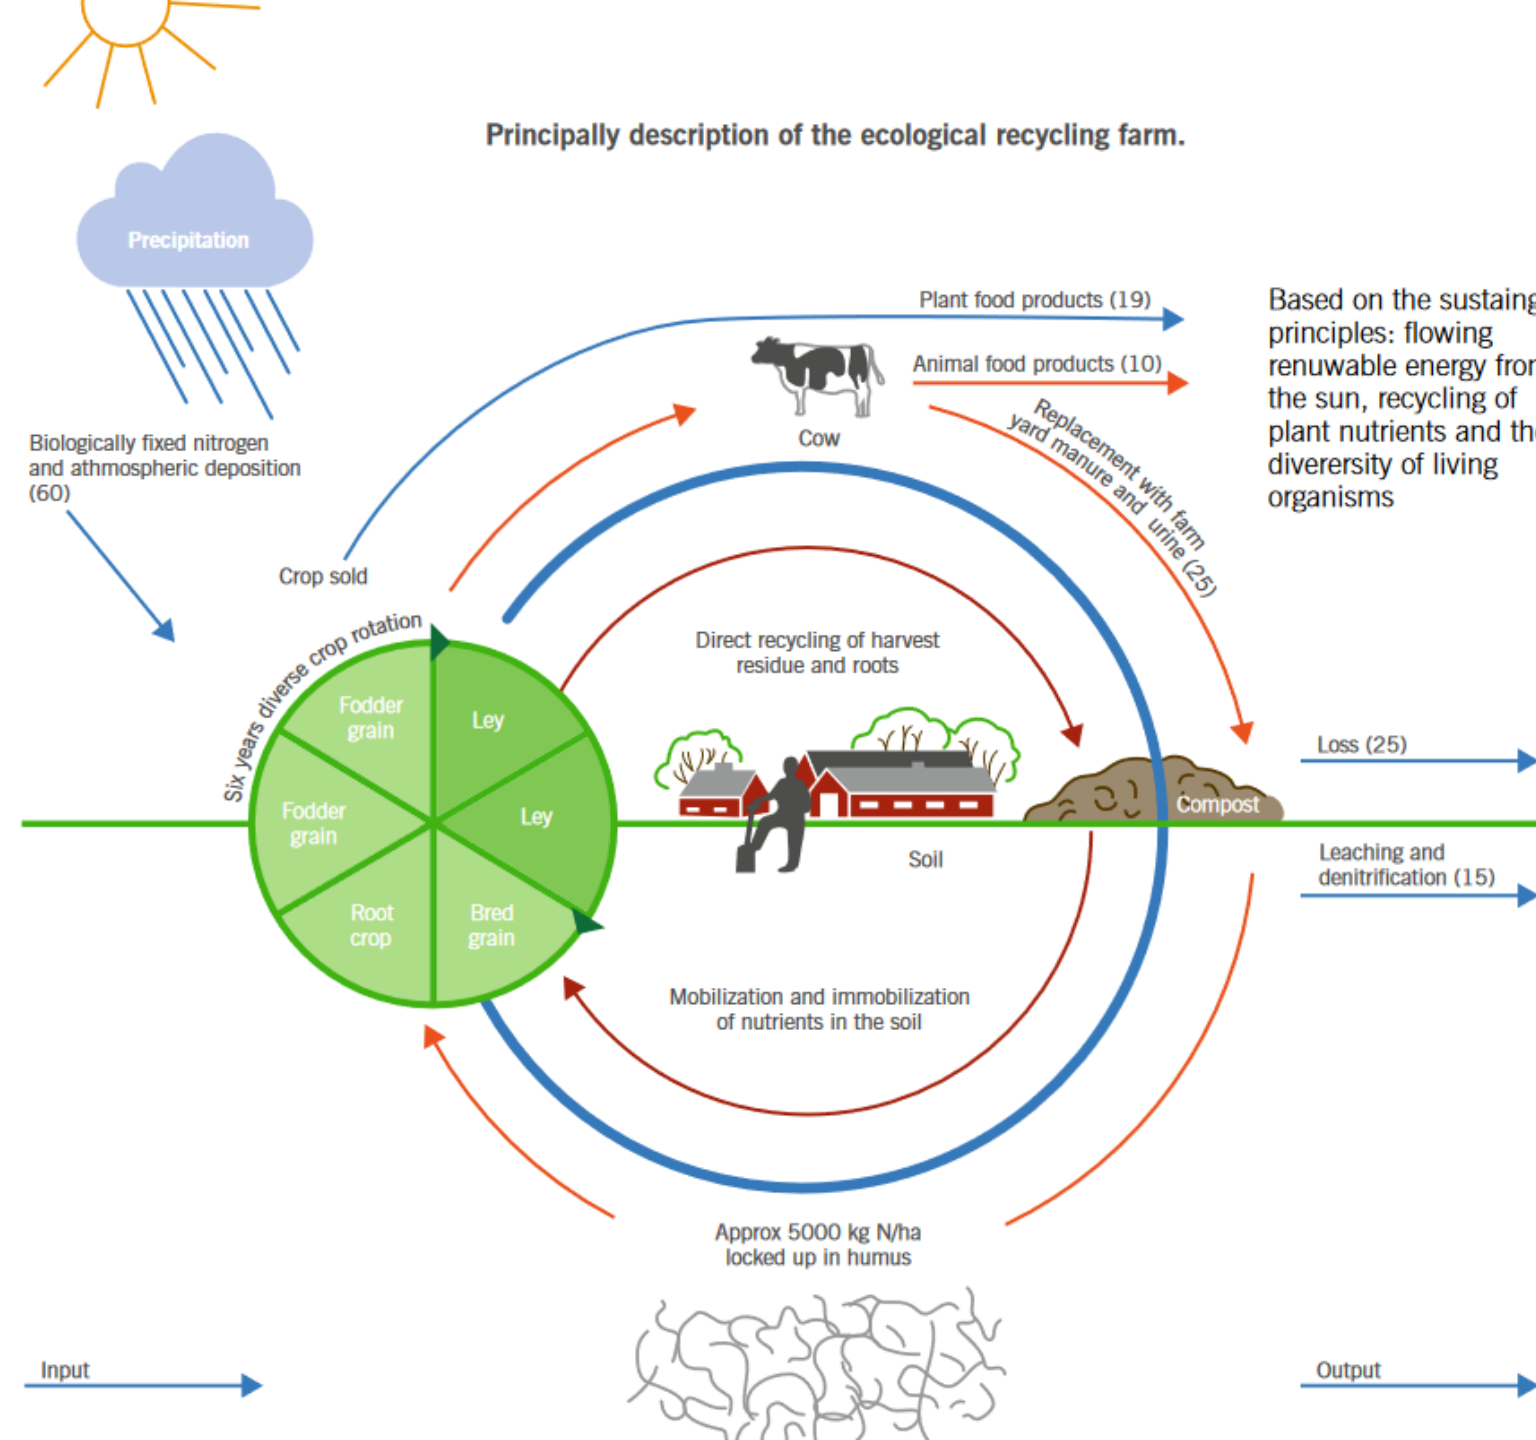 Principally description of the ecological recycling farm.
Precipitation
Plant food products (19)
Animal food products (10)
Replacement with farm
yard manure and urine (25)
Based on the sustaing
principles: flowing
renuwable energy from
the sun, recycling of
plant nutrients and the
diverersity of living
organisms
Cow
Biologically fixed nitrogen
and athmospheric deposition
(60)
Crop sold
Six years diverse crop rotation
Fodder
grain
Ley
Fodder
grain
Ley
Root
crop
Bred
grain
Direct recycling of harvest
residue and roots
Compost
Soil
Loss (25)
Leaching and
denitrification (15)
Mobilization and immobilization
of nutrients in the soil
Approx 5000 kg N/ha
locked up in humus
Input
Output